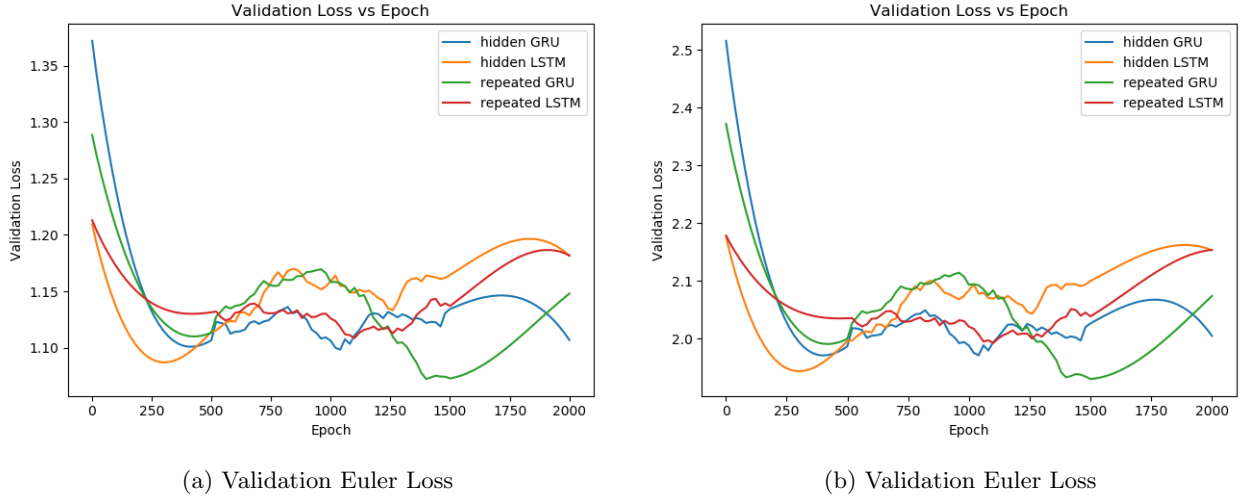 Validation Loss vs Epoch
Validation Loss
1.35
1.30
1.25
1.20
1.15
1.10
hidden GRU
hidden LSTM
repeated GRU
repeated LSTM
0 250 500 750 1000 1250 1500 1750 2000
Epoch
(a) Validation Euler Loss
Validation Loss vs Epoch
Validation Loss
2.5
2.4
2.3
2.2
2.1
2.0
hidden GRU
hidden LSTM
repeated GRU
repeated LSTM
0 250 500 750 1000 1250 1500 1750 2000
Epoch
(b) Validation Euler Loss